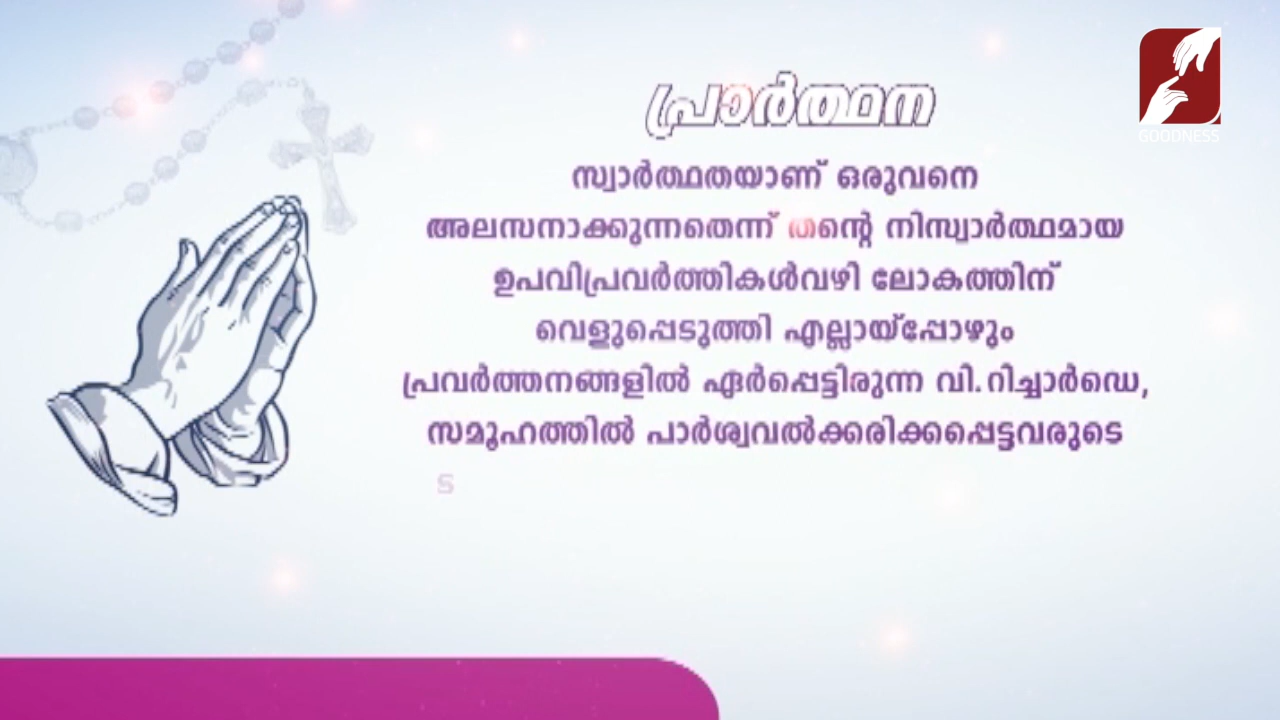 GOODNESS
പ്രാർത്ഥന
സ്വാർത്ഥതയാണ് ഒരുവനെ
അലസനാക്കുന്നതെന്ന് തന്റെ നിസ്വാർത്ഥമായ
ഉപവിപ്രവർത്തികൾവഴി ലോകത്തിന്
വെളുപ്പെടുത്തി എല്ലായ്പ്പോഴും
പ്രവർത്തനങ്ങളിൽ ഏർപ്പെട്ടിരുന്ന വി.റിച്ചാർഡെ,
സമൂഹത്തിൽ പാർശ്വവൽക്കരിക്കപ്പെട്ടവരുടെ
ട